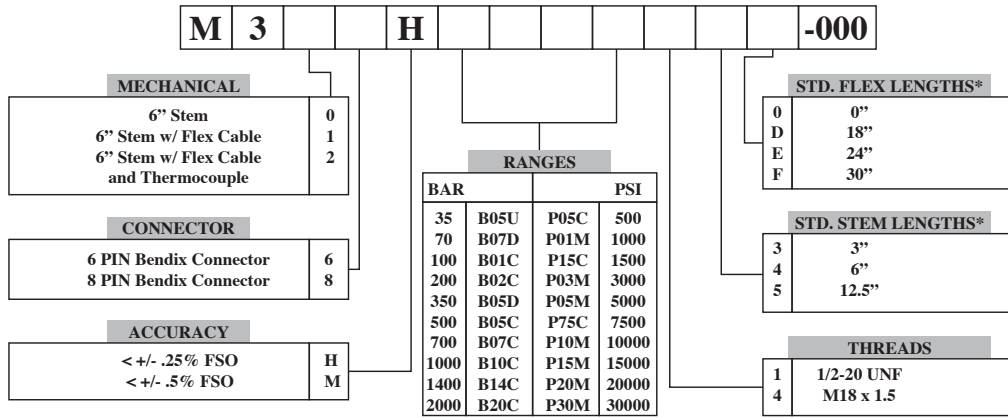 M 3 H -000
MECHANICAL
6” Stem 0
6” Stem w/ Flex Cable 1
6” Stem w/ Flex Cable 2
and Thermocouple
CONNECTOR
6 PIN Bendix Connector 6
8 PIN Bendix Connector 8
ACCURACY
< +/- .25% FSO H
< +/- .5% FSO M
RANGES
BAR PSI
35 B05U P05C 500
70 B07D P01M 1000
100 B01C P15C 1500
200 B02C P03M 3000
350 B05D P05M 5000
500 B05C P75C 7500
700 B07C P10M 10000
1000 B10C P15M 15000
1400 B14C P20M 20000
2000 B20C P30M 30000
STD. FLEX LENGTHS*
0 0”
D 18”
E 24”
F 30”
STD. STEM LENGTHS*
3 3”
4 6”
5 12.5”
THREADS
1 1/2-20 UNF
4 M18 x 1.5